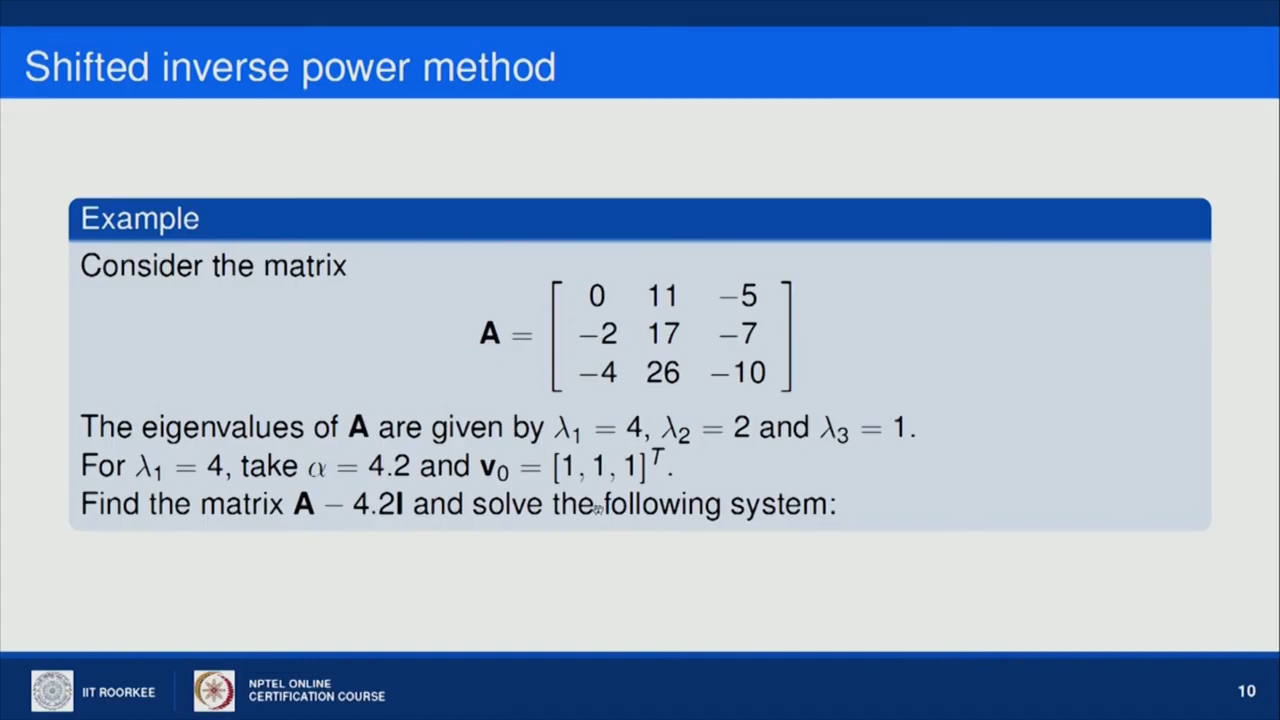 Shifted inverse power method
Example
Consider the matrix
A = [ 0 11 −5
−2 17 −7
−4 26 −10 ]
The eigenvalues of A are given by λ₁ = 4, λ₂ = 2 and λ₃ = 1.
For λ₁ = 4, take α = 4.2 and v₀ = [1, 1, 1]ᵀ.
Find the matrix A − 4.2I and solve the following system:
IIT ROORKEE
NPTEL ONLINE
CERTIFICATION COURSE
10